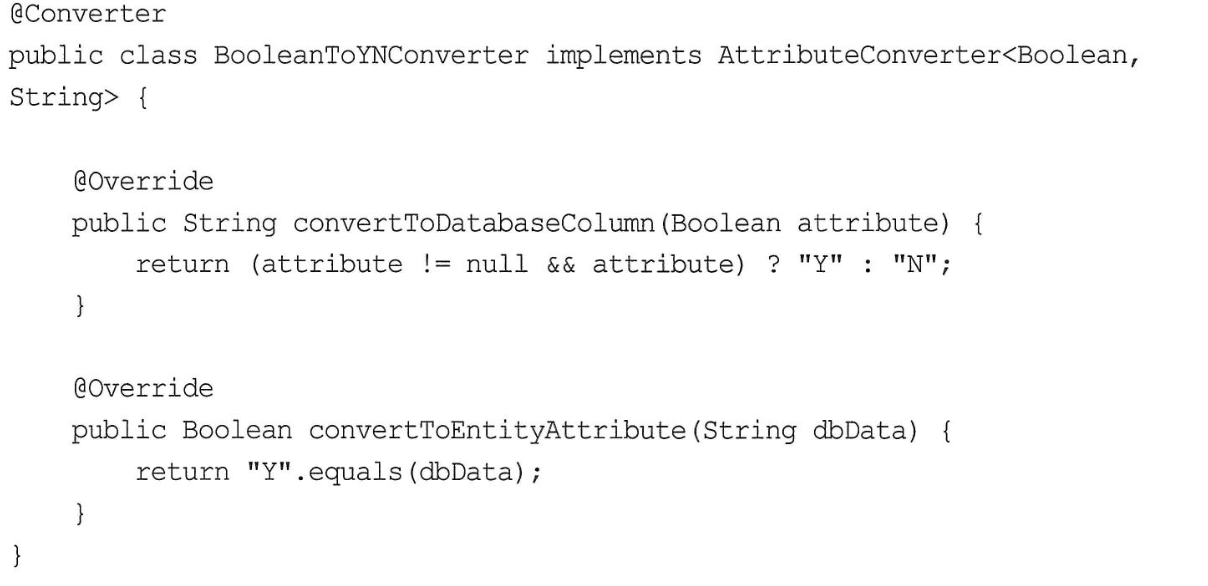 @Converter
public class BooleanToYNConverter implements AttributeConverter<Boolean,
String> {
@Override
public String convertToDatabaseColumn(Boolean attribute) {
return (attribute != null && attribute) ? "Y" : "N";
}
@Override
public Boolean convertToEntityAttribute(String dbData) {
return "Y".equals(dbData);
}
}